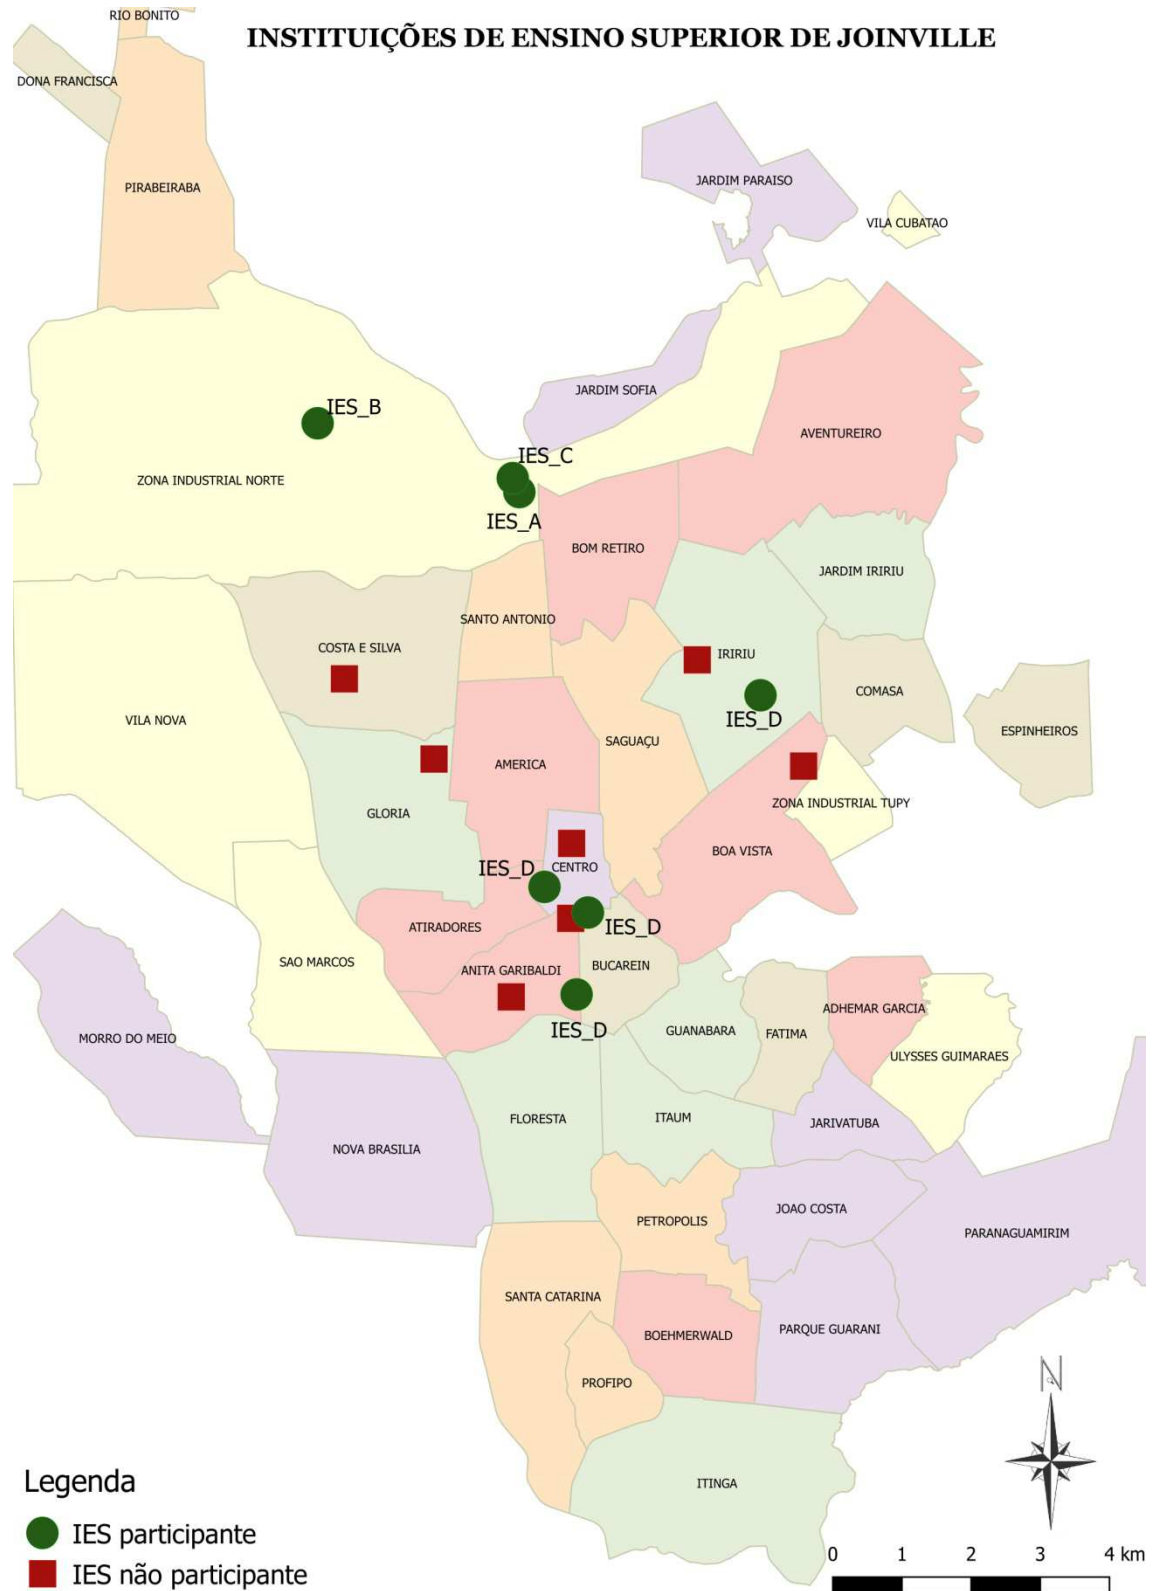 RIO BONITO
INSTITUIÇÕES DE ENSINO SUPERIOR DE JOINVILLE
DONA FRANCISCA
PIRABEIRABA
JARDIM PARAISO
VILA CUBATAO
JARDIM SOFIA
IES_B
AVENTUREIRO
IES_C
ZONA INDUSTRIAL NORTE
IES_A
BOM RETIRO
JARDIM IRIRIU
SANTO ANTONIO
COSTA E SILVA
IRIRIU
COMASA
VILA NOVA
IES_D
ESPINHEIROS
SAGUAÇU
AMERICA
ZONA INDUSTRIAL TUPY
GLORIA
BOA VISTA
IES_D
CENTRO
ATIRADORES
IES_D
SAO MARCOS
ANITA GARIBALDI
BUCAREIN
ADHEMAR GARCIA
IES_D
GUANABARA
FATIMA
MORRO DO MEIO
ULYSSES GUIMARAES
FLORESTA
ITAUM
JARIVATUBA
NOVA BRASILIA
JOAO COSTA
PETROPOLIS
PARANAGUAMIRIM
SANTA CATARINA
BOEHMERWALD
PARQUE GUARANI
N
PROFIPO
Legenda
ITINGA
IES participante
0 1 2 3 4 km
IES não participante